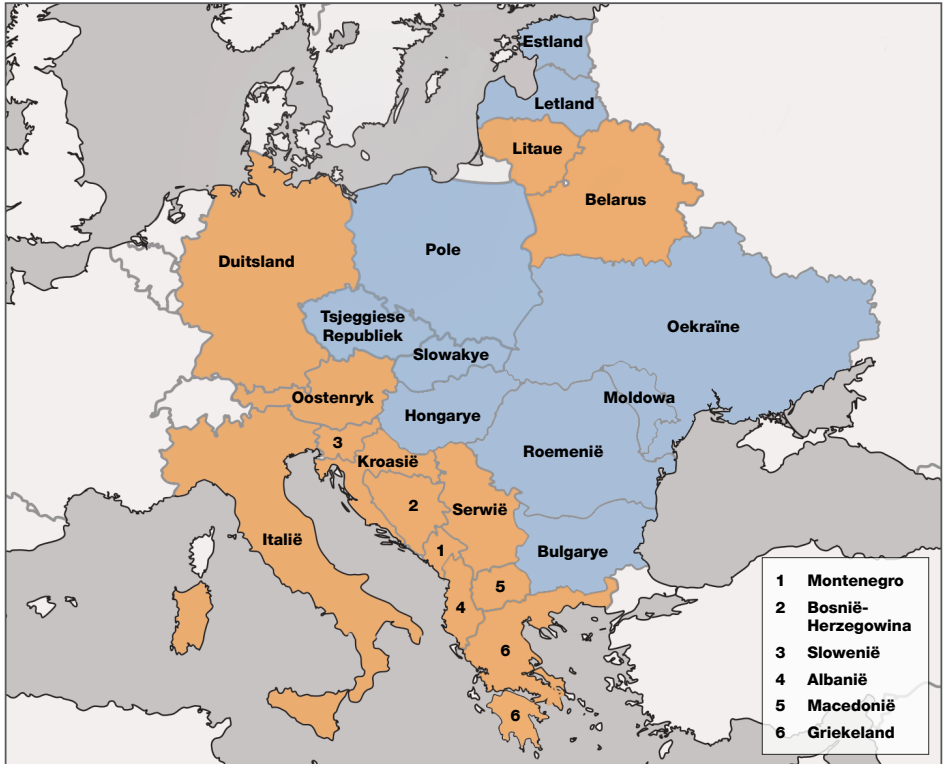 Estland
Letland
Litaue
Belarus
Duitsland
Pole
Tsjeggiese
Republiek
Oekraïne
Slowakye
Oostenryk
Hongarye
Moldowa
3
Kroasië
Roemenië
2
Serwië
Italië
1
Bulgarye
5
4
6
6
1 Montenegro
2 Bosnië-
Herzegowina
3 Slowenië
4 Albanië
5 Macedonië
6 Griekeland